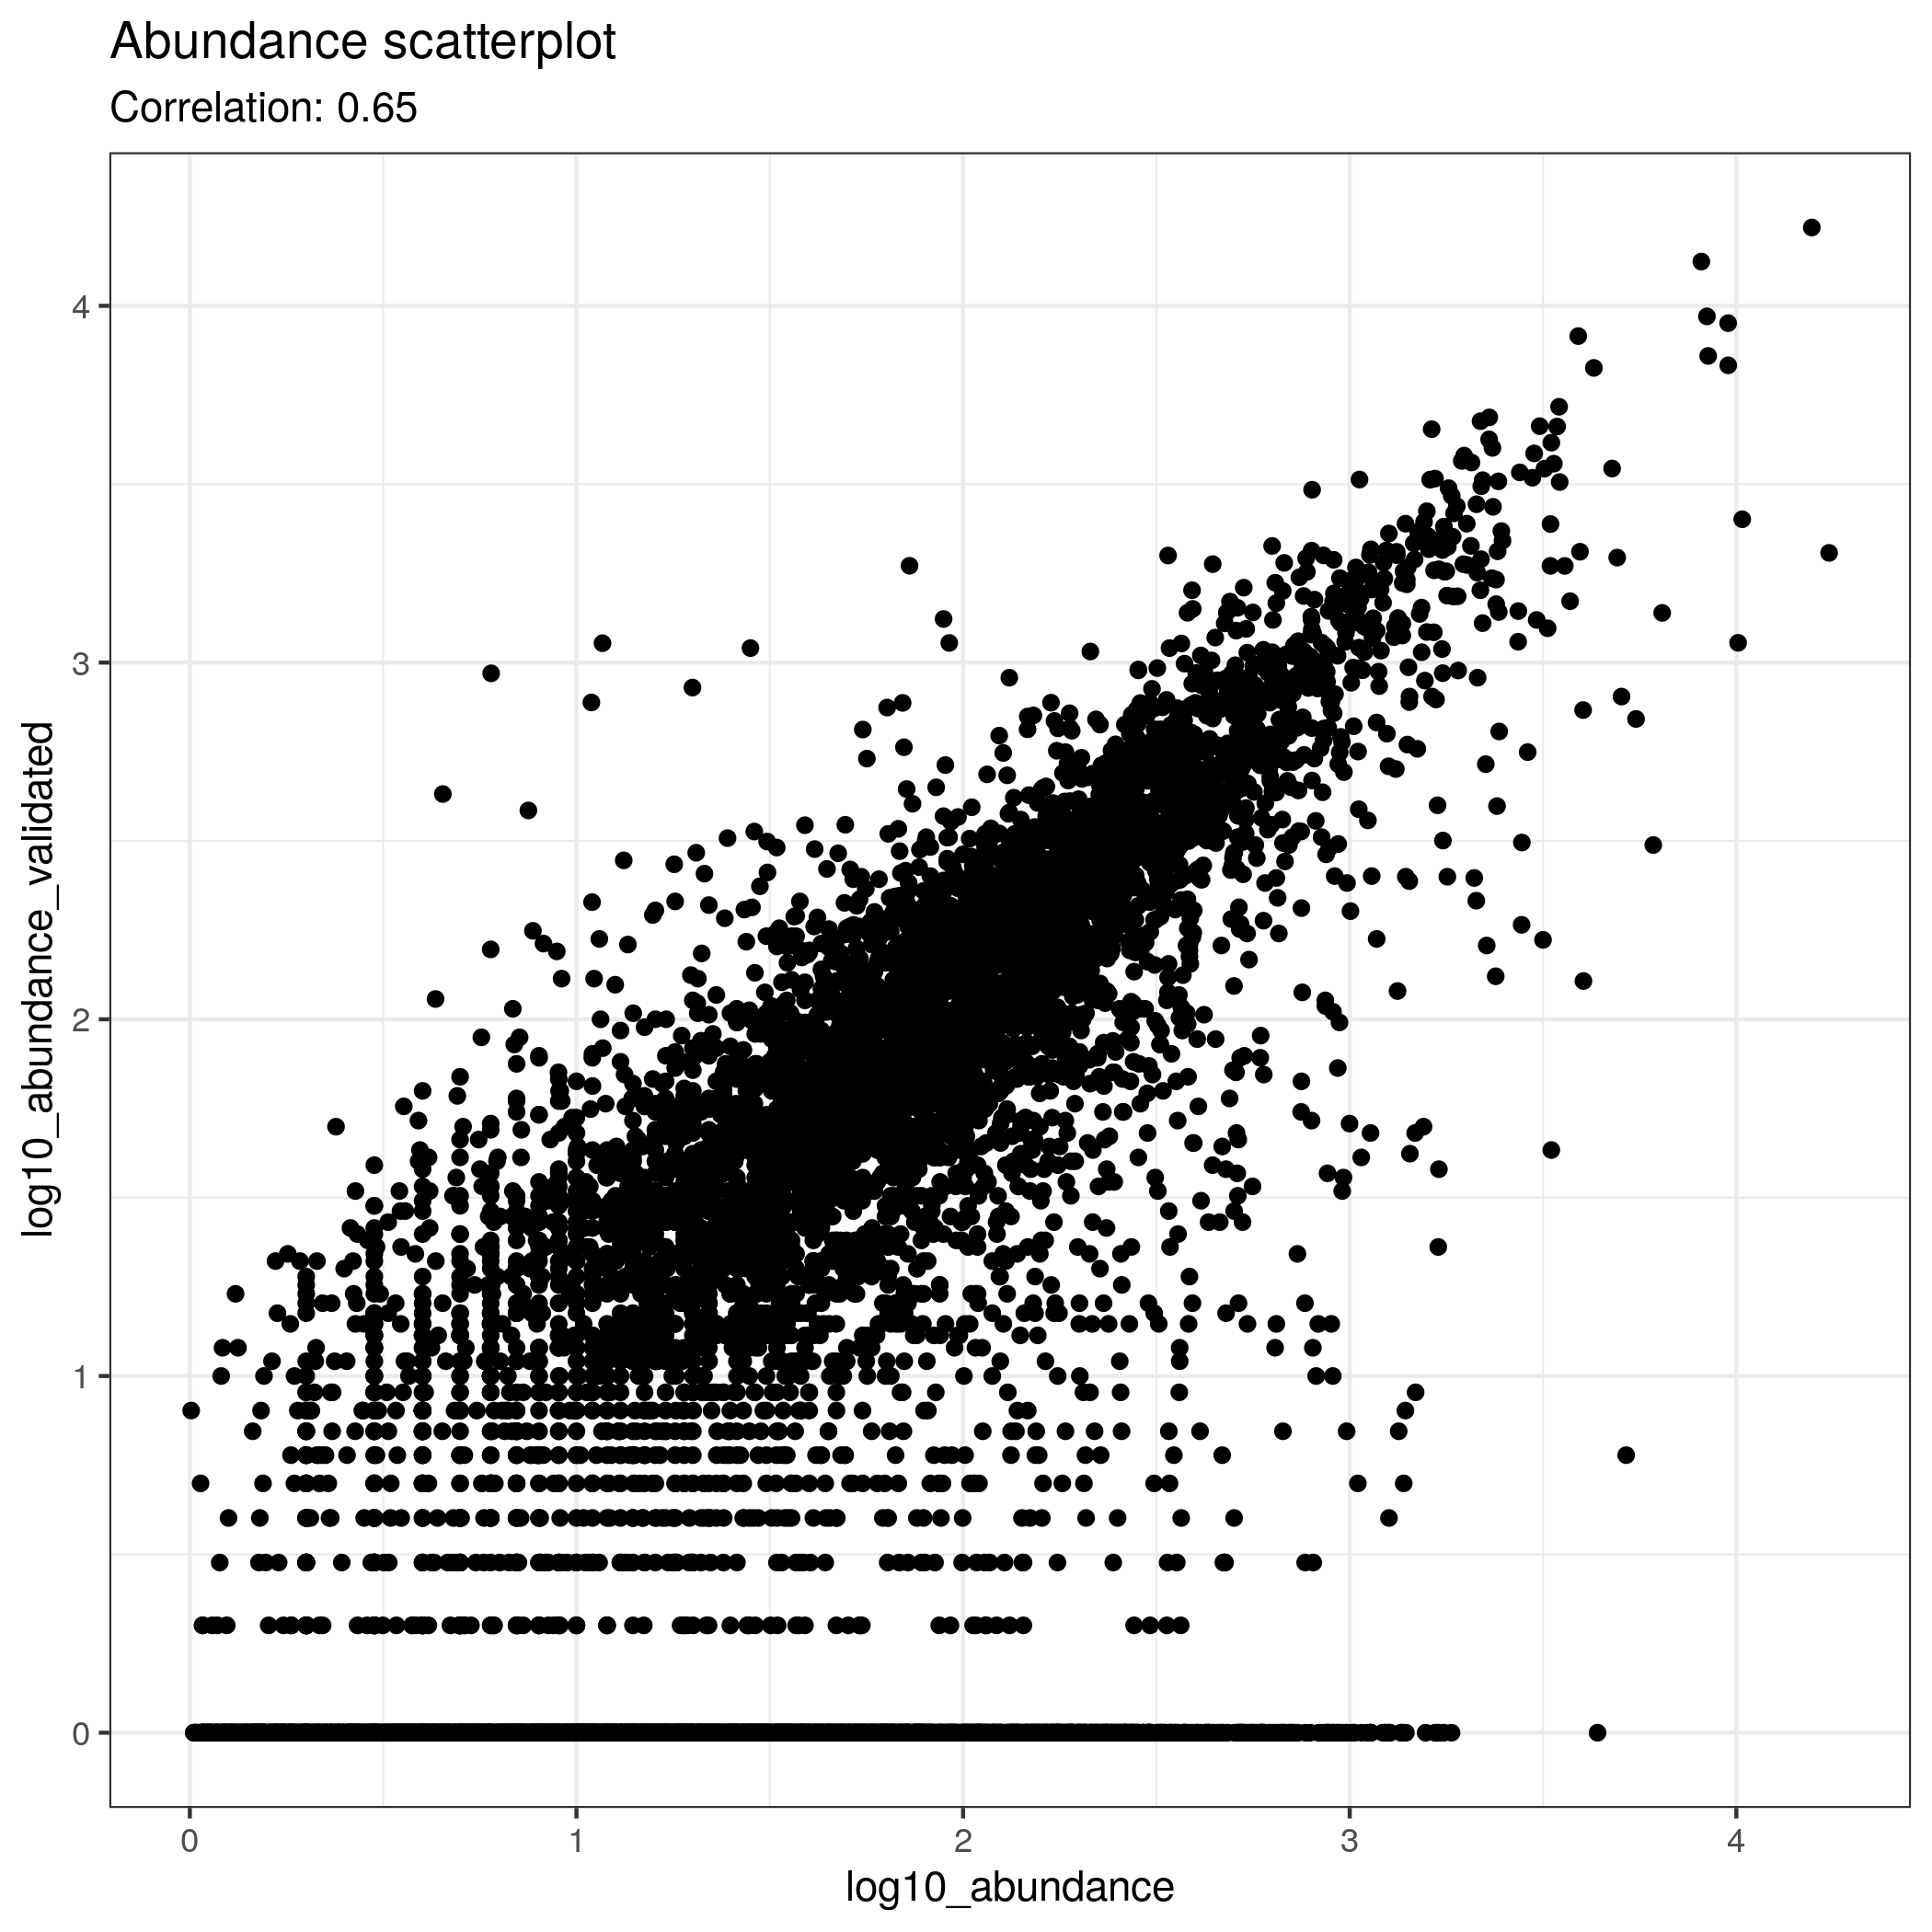 Abundance scatterplot
Correlation: 0.65
log10_abundance_validated
4
3
2
1
0
0 1 2 3 4
log10_abundance